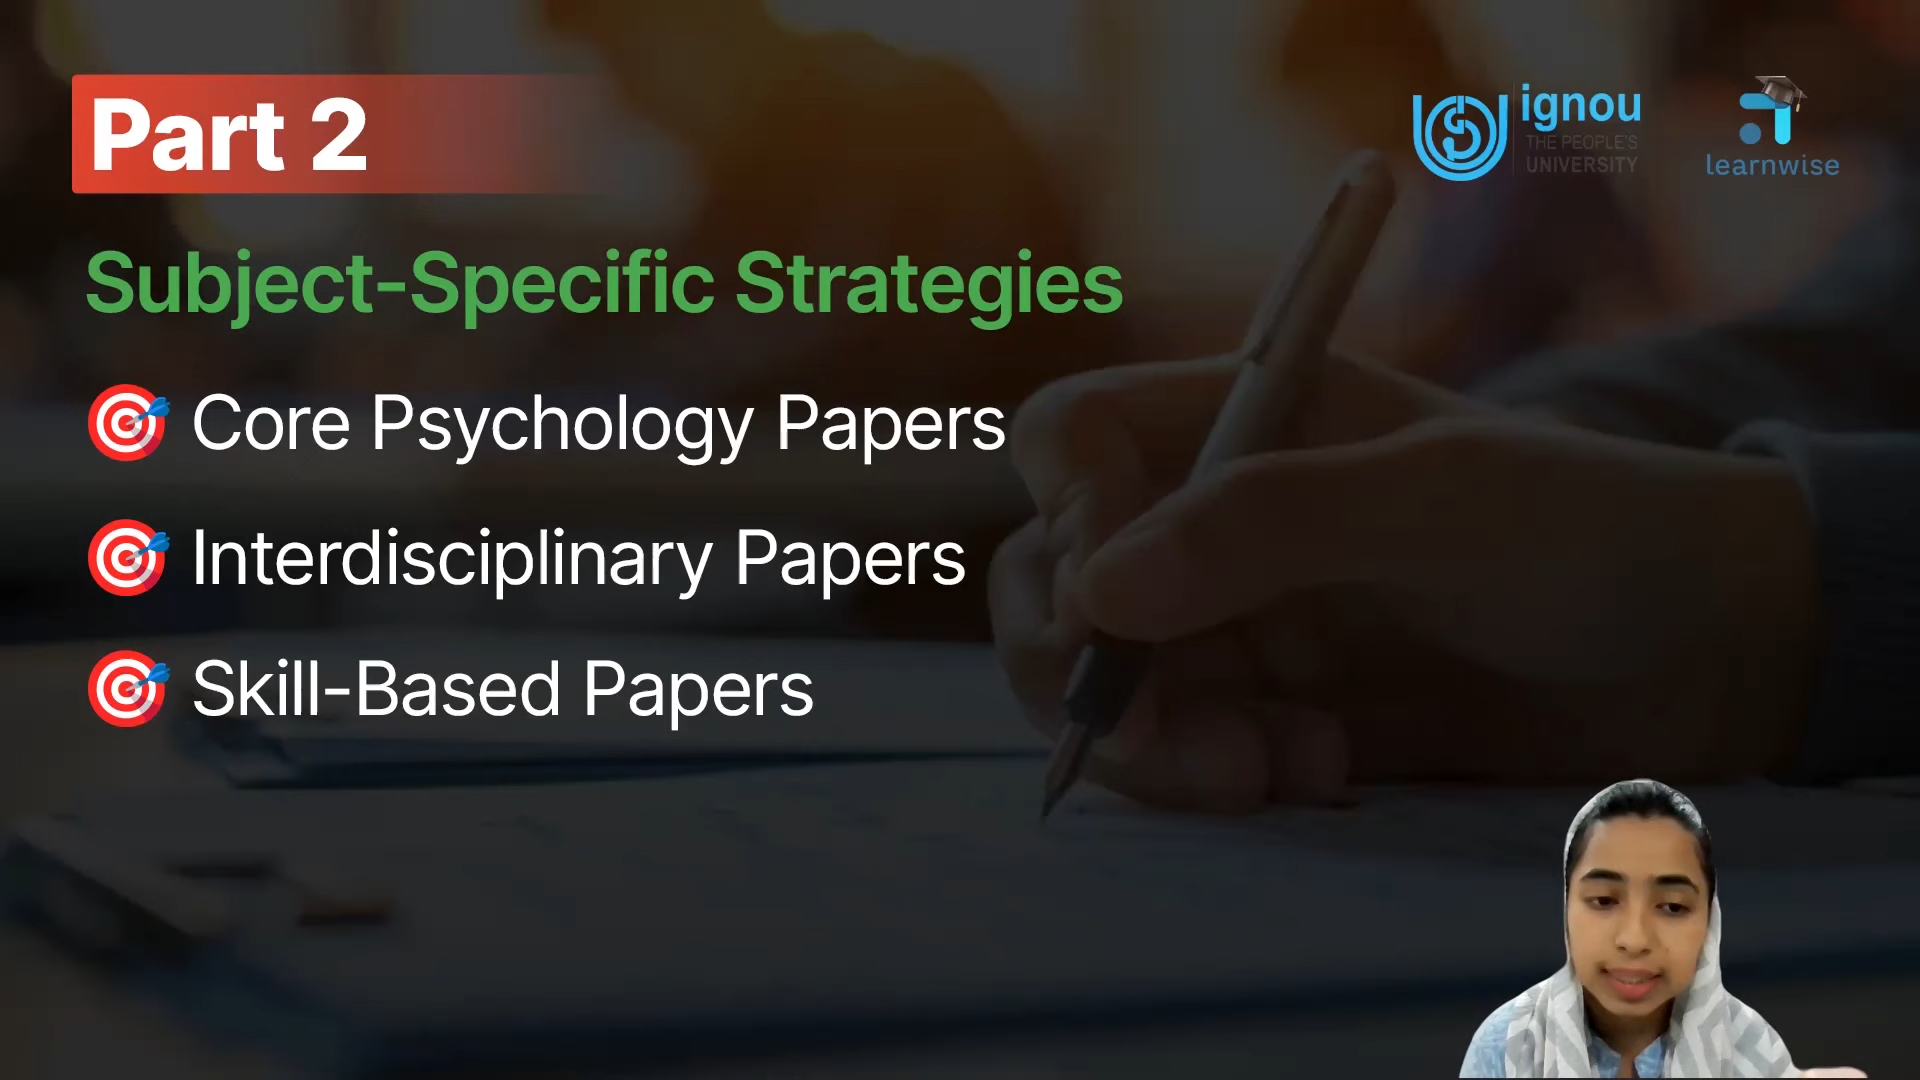 Part 2
ignou
THE PEOPLE'S
UNIVERSITY
learnwise
Subject-Specific Strategies
Core Psychology Papers
Interdisciplinary Papers
Skill-Based Papers